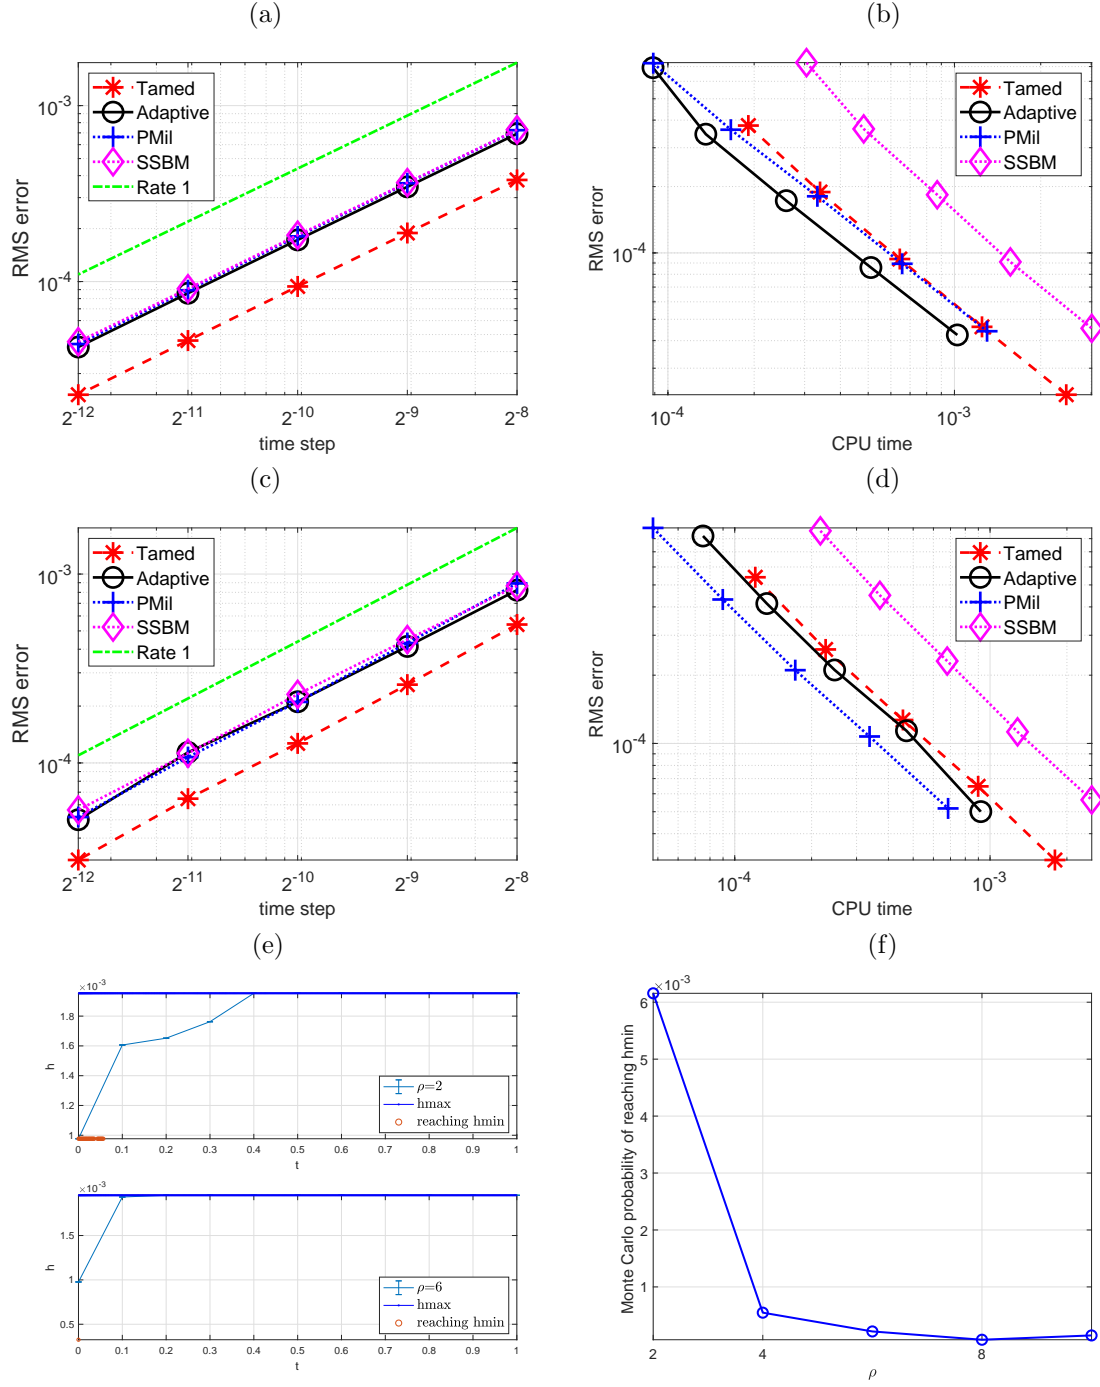 (a)
(b)
Tamed
Adaptive
PMil
SSBM
Rate 1
10^-3
10^-4
RMS error
2^-12
2^-11
2^-10
2^-9
2^-8
time step
Tamed
Adaptive
PMil
SSBM
10^-4
RMS error
10^-4
10^-3
CPU time
(c)
(d)
Tamed
Adaptive
PMil
SSBM
Rate 1
10^-3
10^-4
RMS error
2^-12
2^-11
2^-10
2^-9
2^-8
time step
Tamed
Adaptive
PMil
SSBM
10^-4
RMS error
10^-4
10^-3
CPU time
(e)
(f)
×10^-3
1.8
1.6
1.4
1.2
1
h
ρ=2
hmax
reaching hmin
0
0.1
0.2
0.3
0.4
0.5
0.6
0.7
0.8
0.9
1
t
×10^-3
1.5
1
0.5
h
ρ=6
hmax
reaching hmin
0
0.1
0.2
0.3
0.4
0.5
0.6
0.7
0.8
0.9
1
t
×10^-3
6
5
4
3
2
1
Monte Carlo probability of reaching hmin
2
4
8
ρ